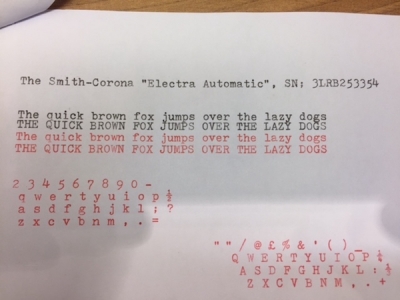 The Smith-Corona "Electra Automatic", SN; 3LRB253354
The quick brown fox jumps over the lazy dogs
THE QUICK BROWN FOX JUMPS OVER THE LAZY DOGS
The quick brown fox jumps over the lazy dogs
THE QUICK BROWN FOX JUMPS OVER THE LAZY DOGS
2 3 4 5 6 7 8 9 0 -
q w e r t y u i o p ½
a s d f g h j k l ; ?
z x c v b n m , . =
" " / @ £ % & ' ( )
Q W E R T Y U I O P ¼
A S D F G H J K L :
Z X C V B N M , . +